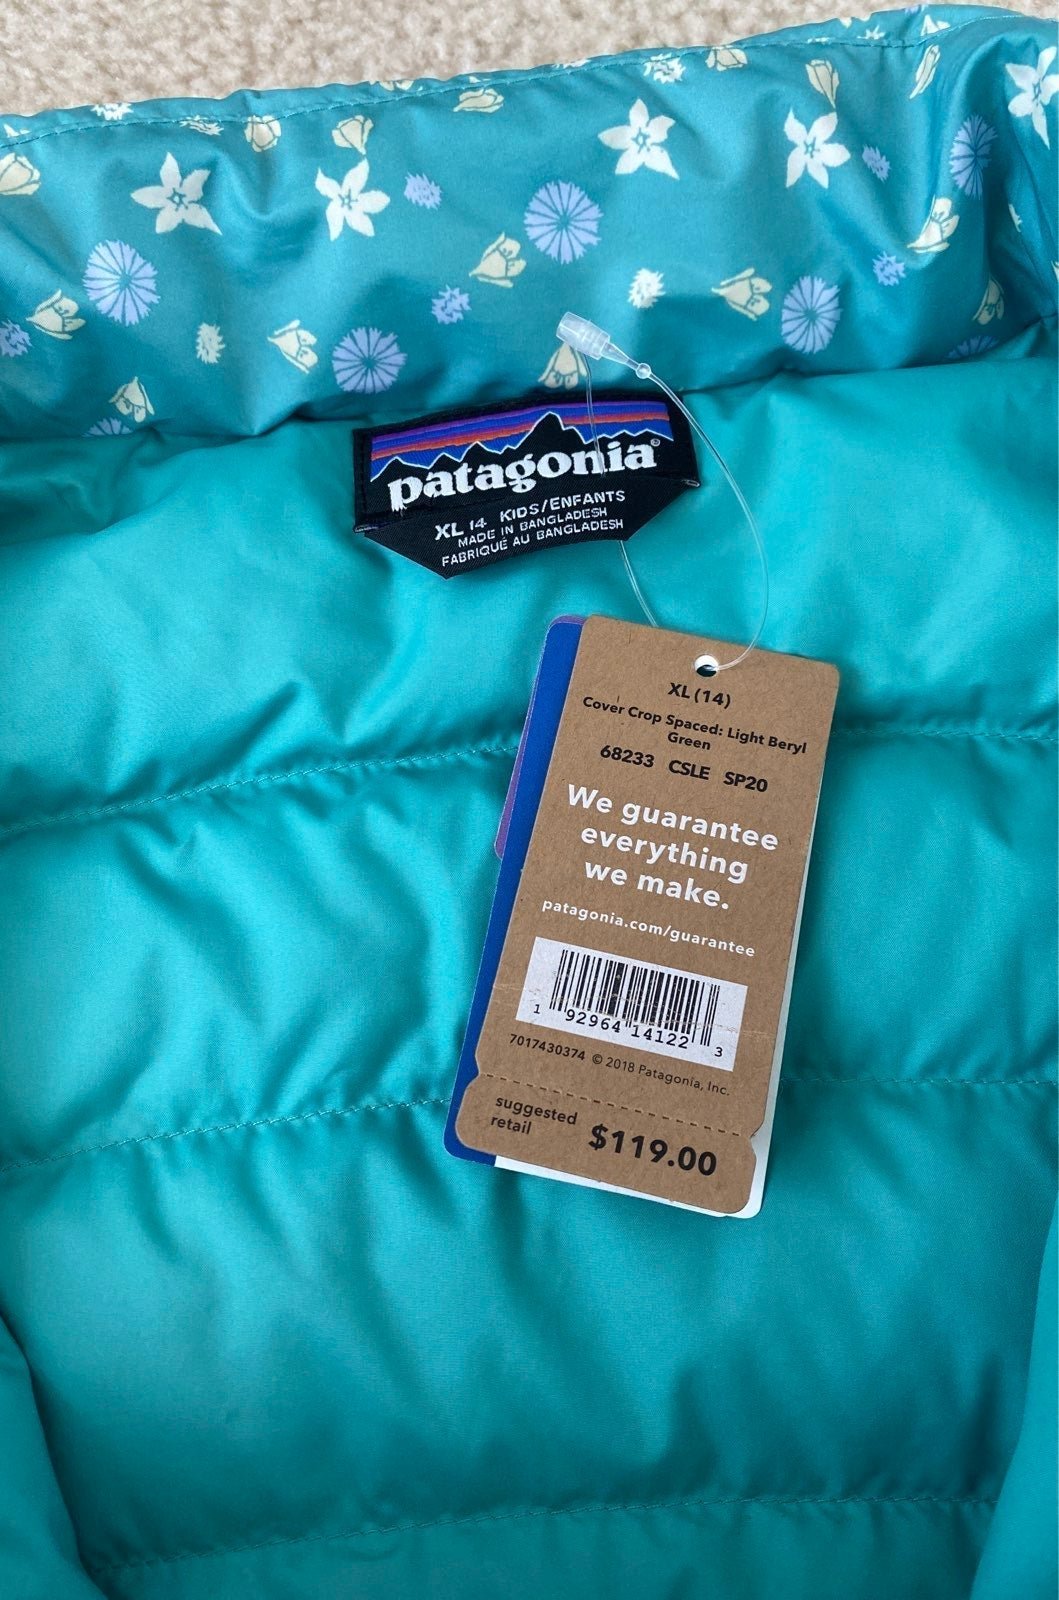 patagonia®
XL 14 KIDS/ENFANTS
MADE IN BANGLADESH
FABRIQUÉ AU BANGLADESH
XL (14)
Cover Crop Spaced: Light Beryl
Green
68233 CSLE SP20
We guarantee
everything
we make.
patagonia.com/guarantee
1 92964 14122 3
7017430374 © 2018 Patagonia, Inc.
suggested
retail
$119.00